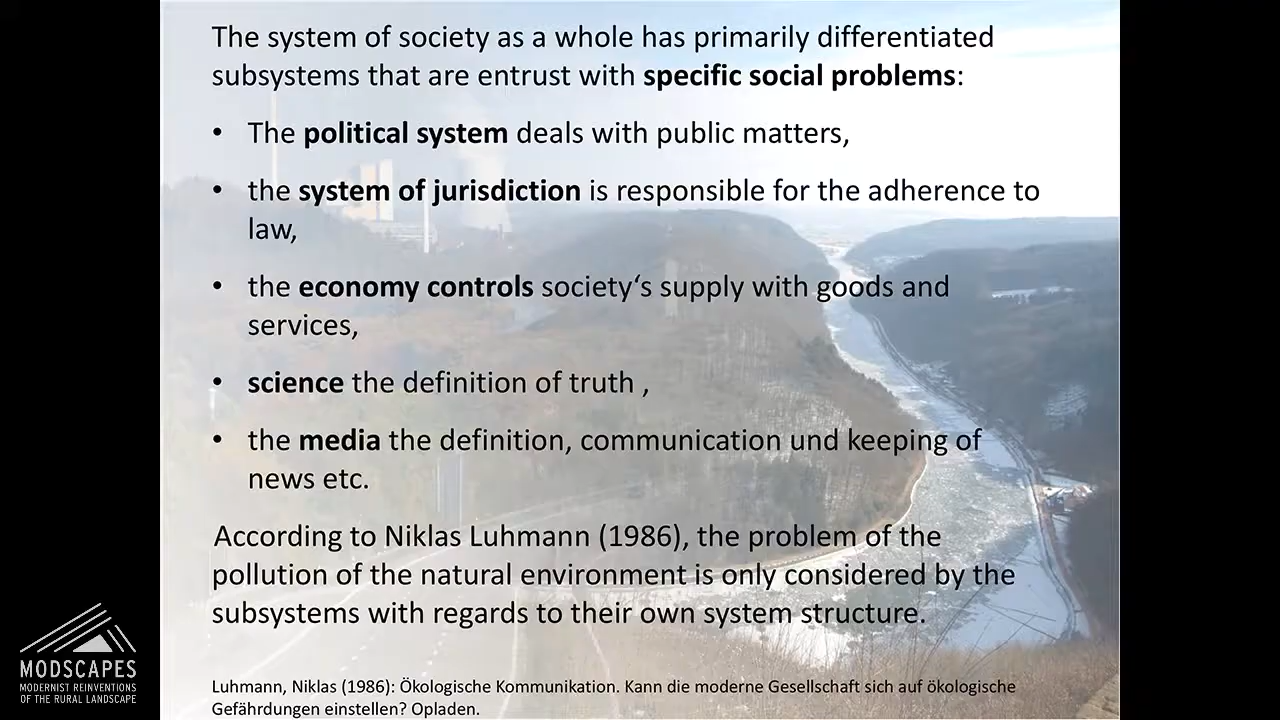 The system of society as a whole has primarily differentiated
subsystems that are entrust with specific social problems:
• The political system deals with public matters,
• the system of jurisdiction is responsible for the adherence to
law,
• the economy controls society‘s supply with goods and
services,
• science the definition of truth ,
• the media the definition, communication und keeping of
news etc.
According to Niklas Luhmann (1986), the problem of the
pollution of the natural environment is only considered by the
subsystems with regards to their own system structure.
Luhmann, Niklas (1986): Ökologische Kommunikation. Kann die moderne Gesellschaft sich auf ökologische
Gefährdungen einstellen? Opladen.
MODSCAPES
MODERNIST REINVENTIONS
OF THE RURAL LANDSCAPE